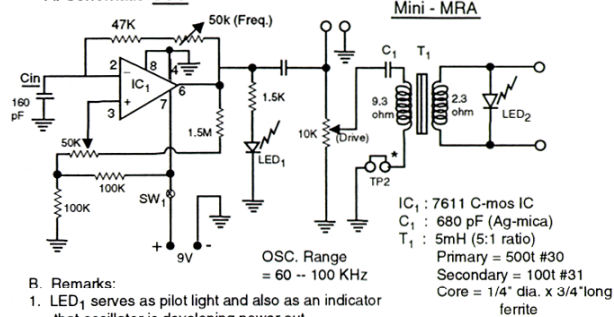 Mini - MRA
47K
50k (Freq.)
Cin
160
pF
2
8
4
IC1
6
3
7
50K
1.5M
1.5K
LED1
10K
(Drive)
C1
T1
9.3
ohm
2.3
ohm
LED2
*
TP2
100K
100K
SW1
+
-
9V
OSC. Range
= 60 -- 100 KHz
IC1 : 7611 C-mos IC
C1 : 680 pF (Ag-mica)
T1 : 5mH (5:1 ratio)
Primary = 500t #30
Secondary = 100t #31
Core = 1/4" dia. x 3/4"long
ferrite
B. Remarks:
1. LED1 serves as pilot light and also as an indicator
that oscillator is developing power out